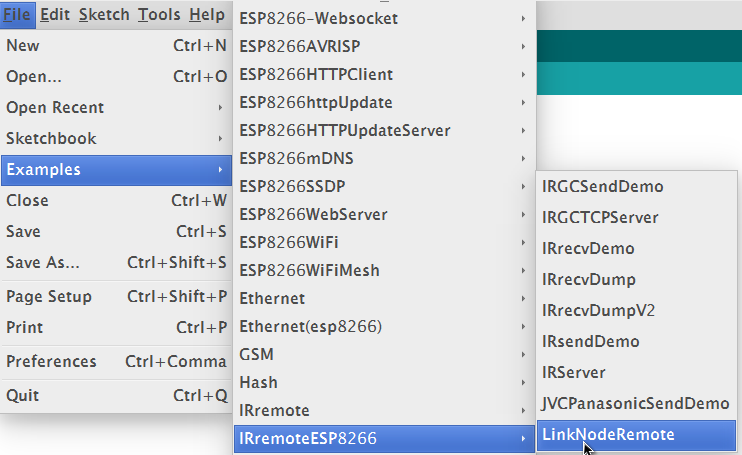 File Edit Sketch Tools Help
New Ctrl+N
Open... Ctrl+O
Open Recent
Sketchbook
Examples
Close Ctrl+W
Save Ctrl+S
Save As... Ctrl+Shift+S
Page Setup Ctrl+Shift+P
Print Ctrl+P
Preferences Ctrl+Comma
Quit Ctrl+Q
ESP8266-Websocket
ESP8266AVRISP
ESP8266HTTPClient
ESP8266httpUpdate
ESP8266HTTPUpdateServer
ESP8266mDNS
ESP8266SSDP
ESP8266WebServer
ESP8266WiFi
ESP8266WiFiMesh
Ethernet
Ethernet(esp8266)
GSM
Hash
IRremote
IRremoteESP8266
IRGCSendDemo
IRGCTCPServer
IRrecvDemo
IRrecvDump
IRrecvDumpV2
IRsendDemo
IRServer
JVCPanasonicSendDemo
LinkNodeRemote